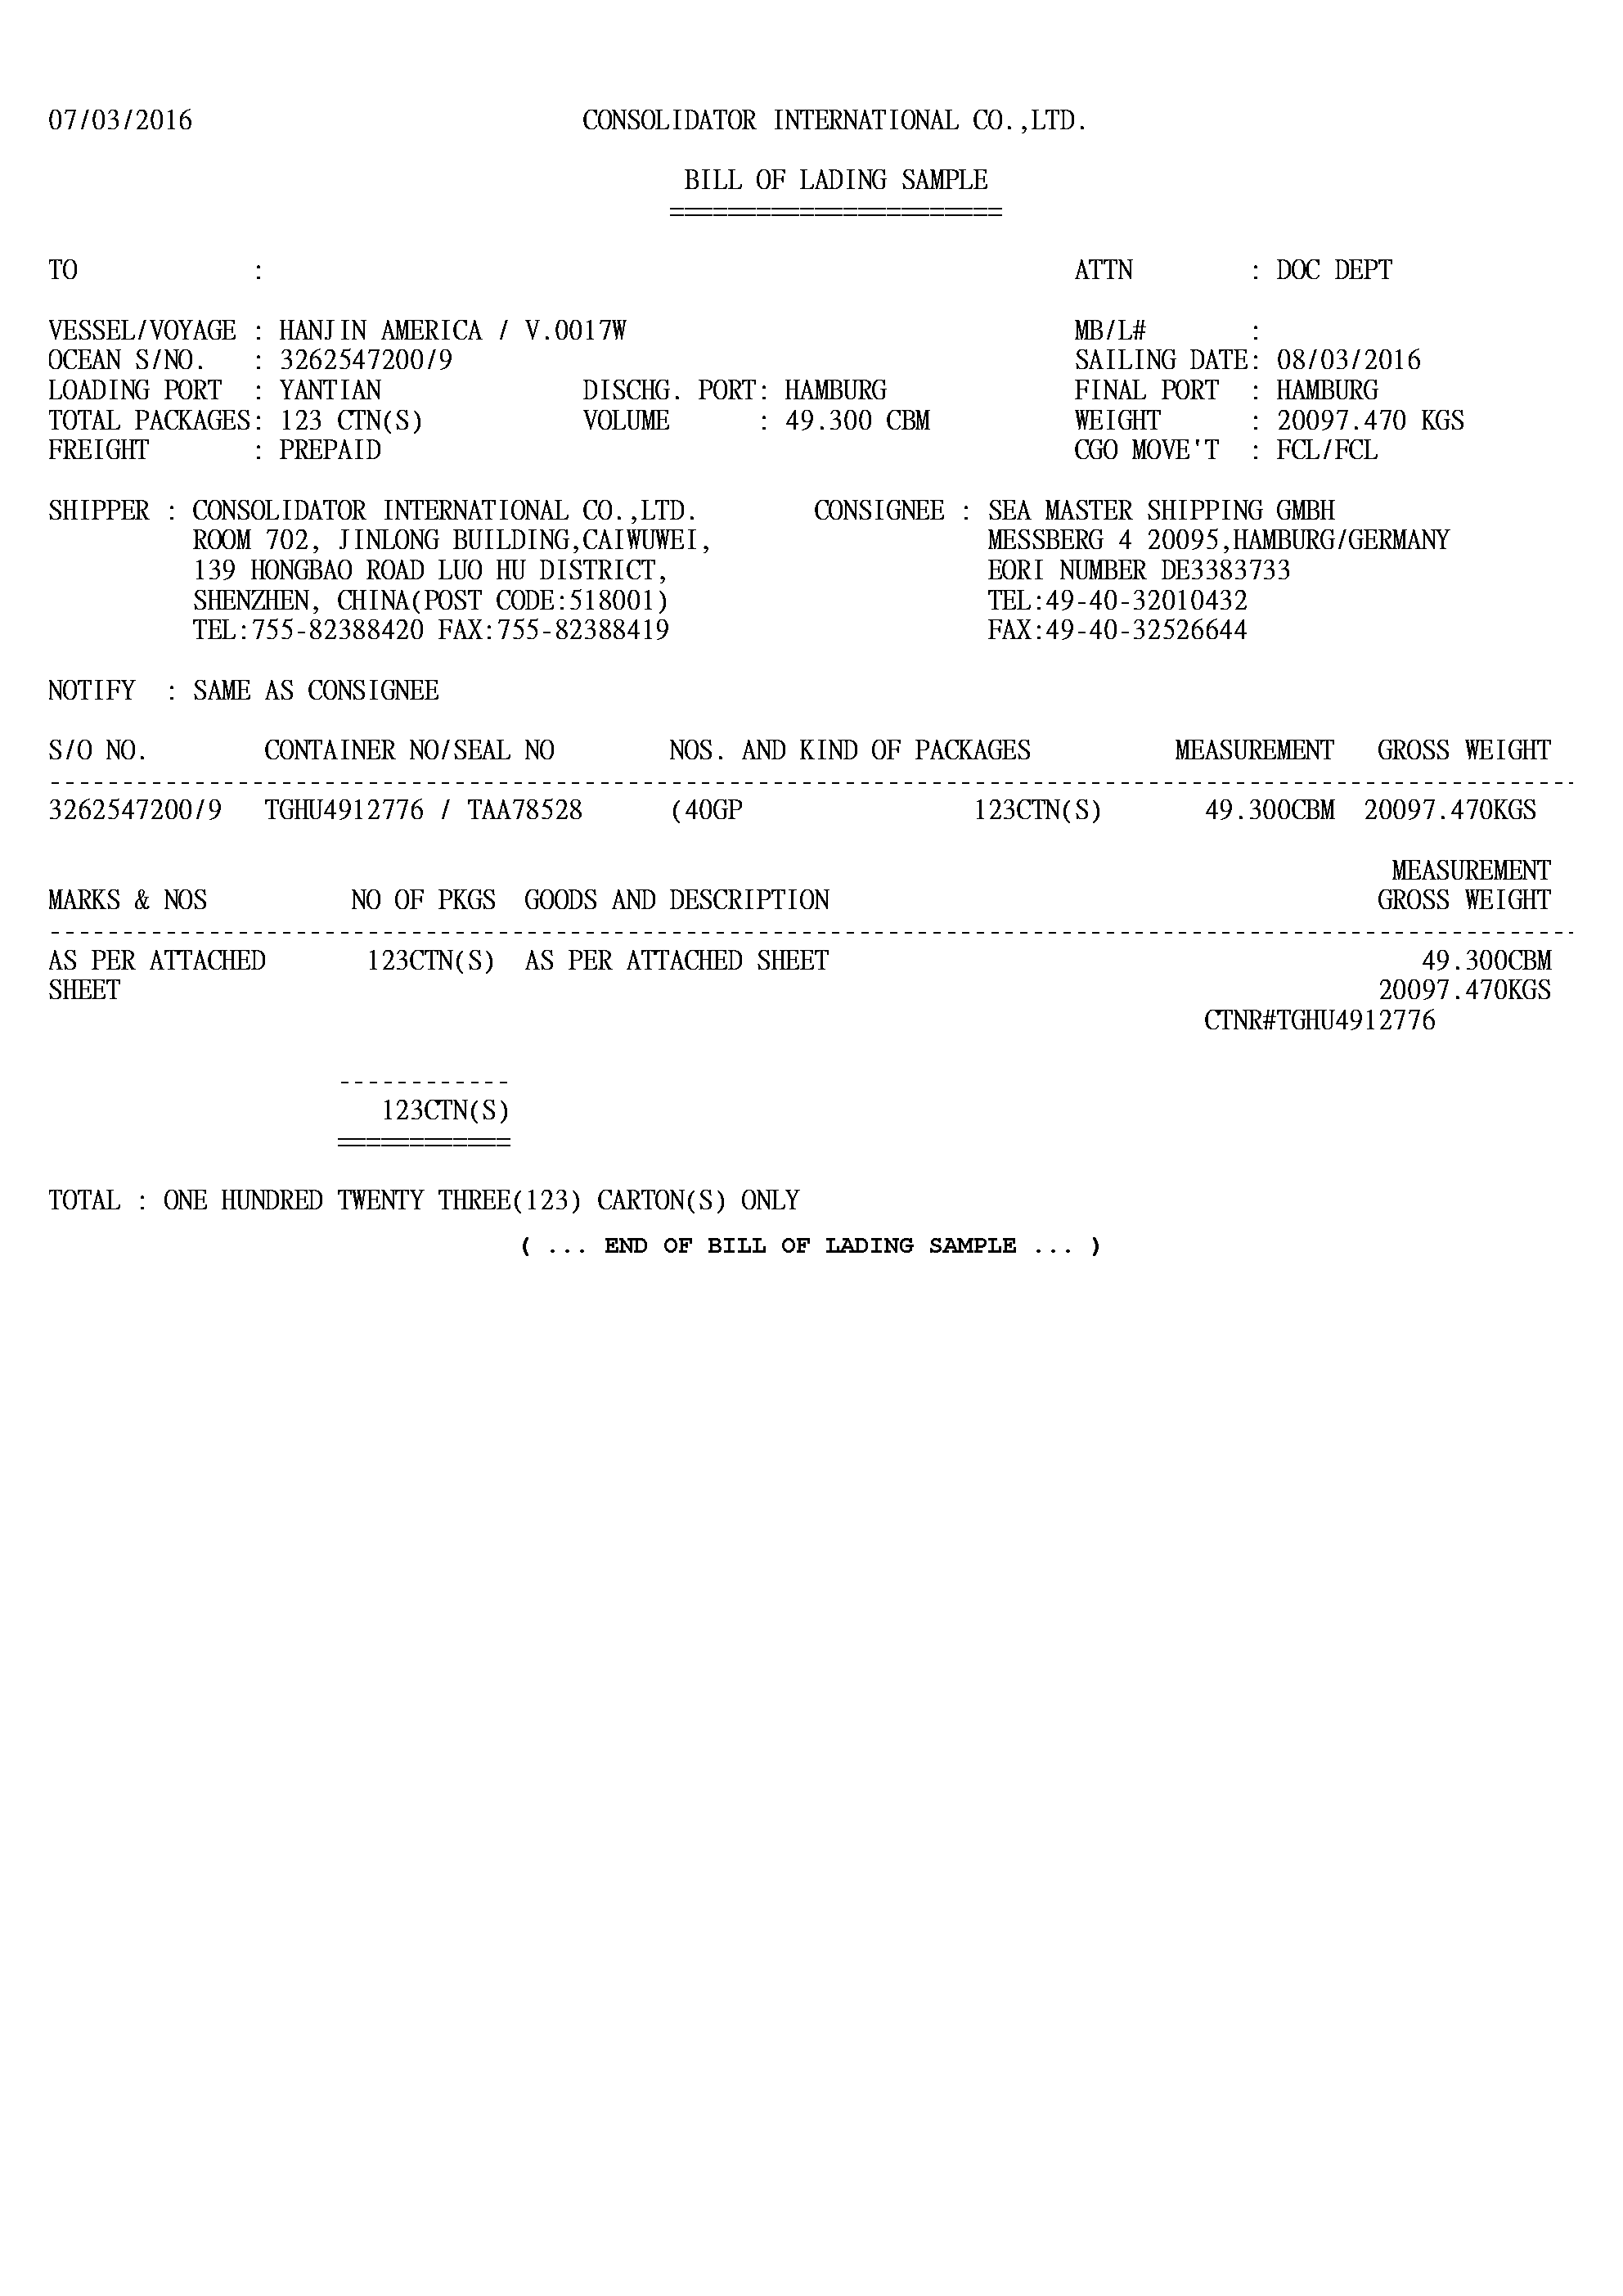 07/03/2016 CONSOLIDATOR INTERNATIONAL CO.,LTD.
BILL OF LADING SAMPLE
=======================
TO : ATTN : DOC DEPT
VESSEL/VOYAGE : HANJIN AMERICA / V.0017W MB/L# :
OCEAN S/NO. : 3262547200/9 SAILING DATE: 08/03/2016
LOADING PORT : YANTIAN DISCHG. PORT: HAMBURG FINAL PORT : HAMBURG
TOTAL PACKAGES: 123 CTN(S) VOLUME : 49.300 CBM WEIGHT : 20097.470 KGS
FREIGHT : PREPAID CGO MOVE'T : FCL/FCL
SHIPPER : CONSOLIDATOR INTERNATIONAL CO.,LTD. CONSIGNEE : SEA MASTER SHIPPING GMBH
ROOM 702, JINLONG BUILDING,CAIWUWEI, MESSBERG 4 20095,HAMBURG/GERMANY
139 HONGBAO ROAD LUO HU DISTRICT, EORI NUMBER DE3383733
SHENZHEN, CHINA(POST CODE:518001) TEL:49-40-32010432
TEL:755-82388420 FAX:755-82388419 FAX:49-40-32526644
NOTIFY : SAME AS CONSIGNEE
S/O NO. CONTAINER NO/SEAL NO NOS. AND KIND OF PACKAGES MEASUREMENT GROSS WEIGHT
----------------------------------------------------------------------------------------------------------
3262547200/9 TGHU4912776 / TAA78528 (40GP 123CTN(S) 49.300CBM 20097.470KGS
MEASUREMENT
MARKS & NOS NO OF PKGS GOODS AND DESCRIPTION GROSS WEIGHT
----------------------------------------------------------------------------------------------------------
AS PER ATTACHED 123CTN(S) AS PER ATTACHED SHEET 49.300CBM
SHEET 20097.470KGS
CTNR#TGHU4912776
------------
123CTN(S)
============
TOTAL : ONE HUNDRED TWENTY THREE(123) CARTON(S) ONLY
( ... END OF BILL OF LADING SAMPLE ... )